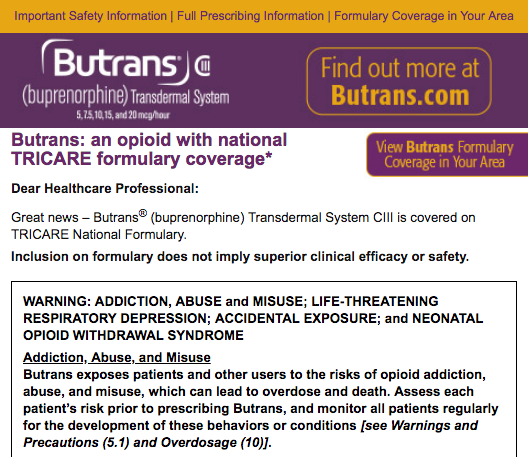 Important Safety Information | Full Prescribing Information | Formulary Coverage in Your Area
Butrans® CIII
(buprenorphine) Transdermal System
5, 7.5, 10, 15, and 20 mcg/hour
Find out more at
Butrans.com
Butrans: an opioid with national
TRICARE formulary coverage*
View Butrans Formulary
Coverage in Your Area
Dear Healthcare Professional:
Great news – Butrans® (buprenorphine) Transdermal System CIII is covered on
TRICARE National Formulary.
Inclusion on formulary does not imply superior clinical efficacy or safety.
WARNING: ADDICTION, ABUSE and MISUSE; LIFE-THREATENING
RESPIRATORY DEPRESSION; ACCIDENTAL EXPOSURE; and NEONATAL
OPIOID WITHDRAWAL SYNDROME
Addiction, Abuse, and Misuse
Butrans exposes patients and other users to the risks of opioid addiction,
abuse, and misuse, which can lead to overdose and death. Assess each
patient’s risk prior to prescribing Butrans, and monitor all patients regularly
for the development of these behaviors or conditions [see Warnings and
Precautions (5.1) and Overdosage (10)].